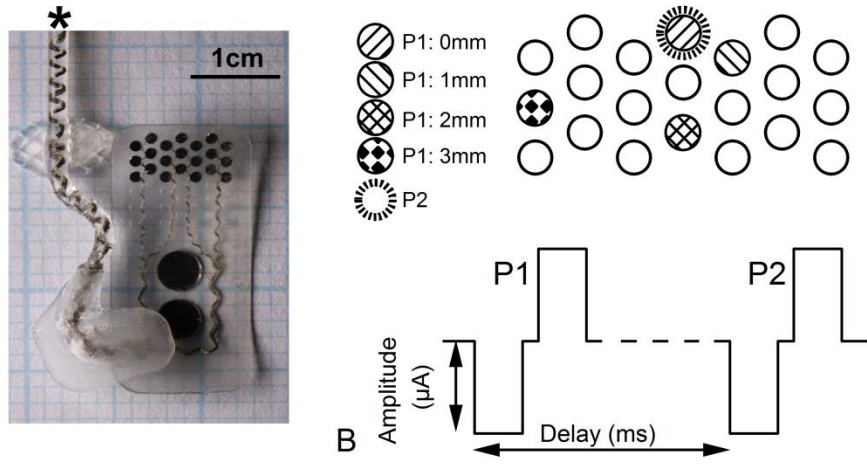 *
1cm
P1: 0mm
P1: 1mm
P1: 2mm
P1: 3mm
P2
P1
P2
Amplitude
(µA)
Delay (ms)
B